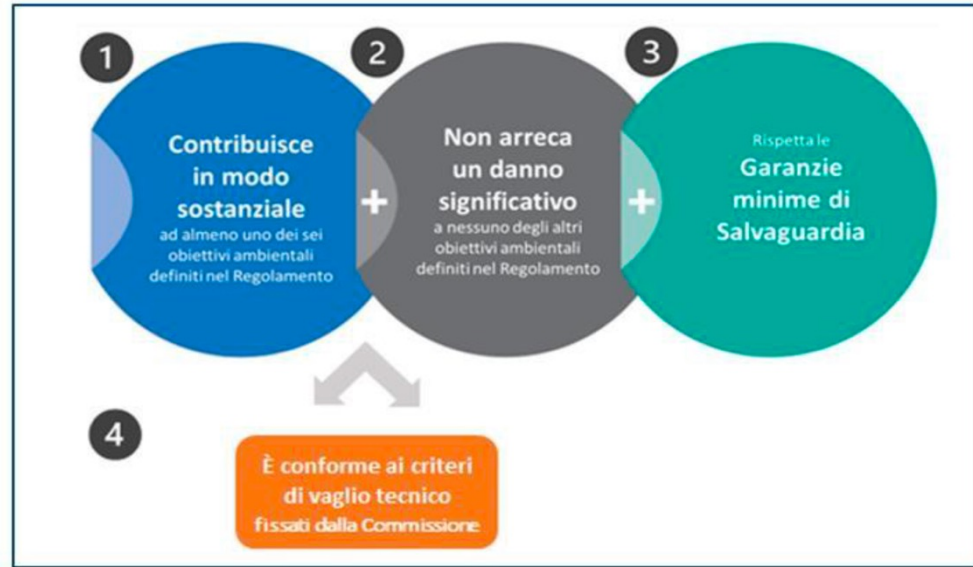 1
Contribuisce
in modo
sostanziale
ad almeno uno dei sei
obiettivi ambientali
definiti nel Regolamento
+
2
Non arreca
un danno
significativo
a nessuno degli altri
obiettivi ambientali
definiti nel Regolamento
+
3
Rispetta le
Garanzie
minime di
Salvaguardia
4
È conforme ai criteri
di vaglio tecnico
fissati dalla Commissione